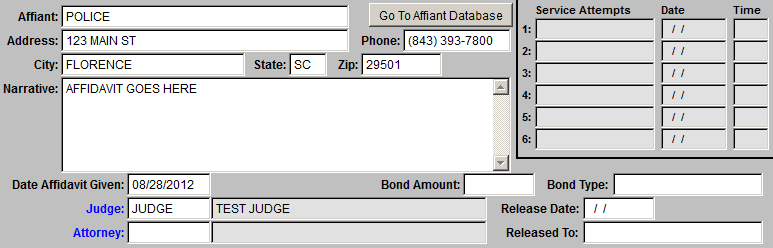 Affiant: POLICE Go To Affiant Database
Service Attempts Date Time
Address: 123 MAIN ST Phone: (843) 393-7800
City: FLORENCE State: SC Zip: 29501
Narrative: AFFIDAVIT GOES HERE
1: / /
2: / /
3: / /
4: / /
5: / /
6: / /
Date Affidavit Given: 08/28/2012 Bond Amount: Bond Type:
Judge: JUDGE TEST JUDGE Release Date: / /
Attorney: Released To: